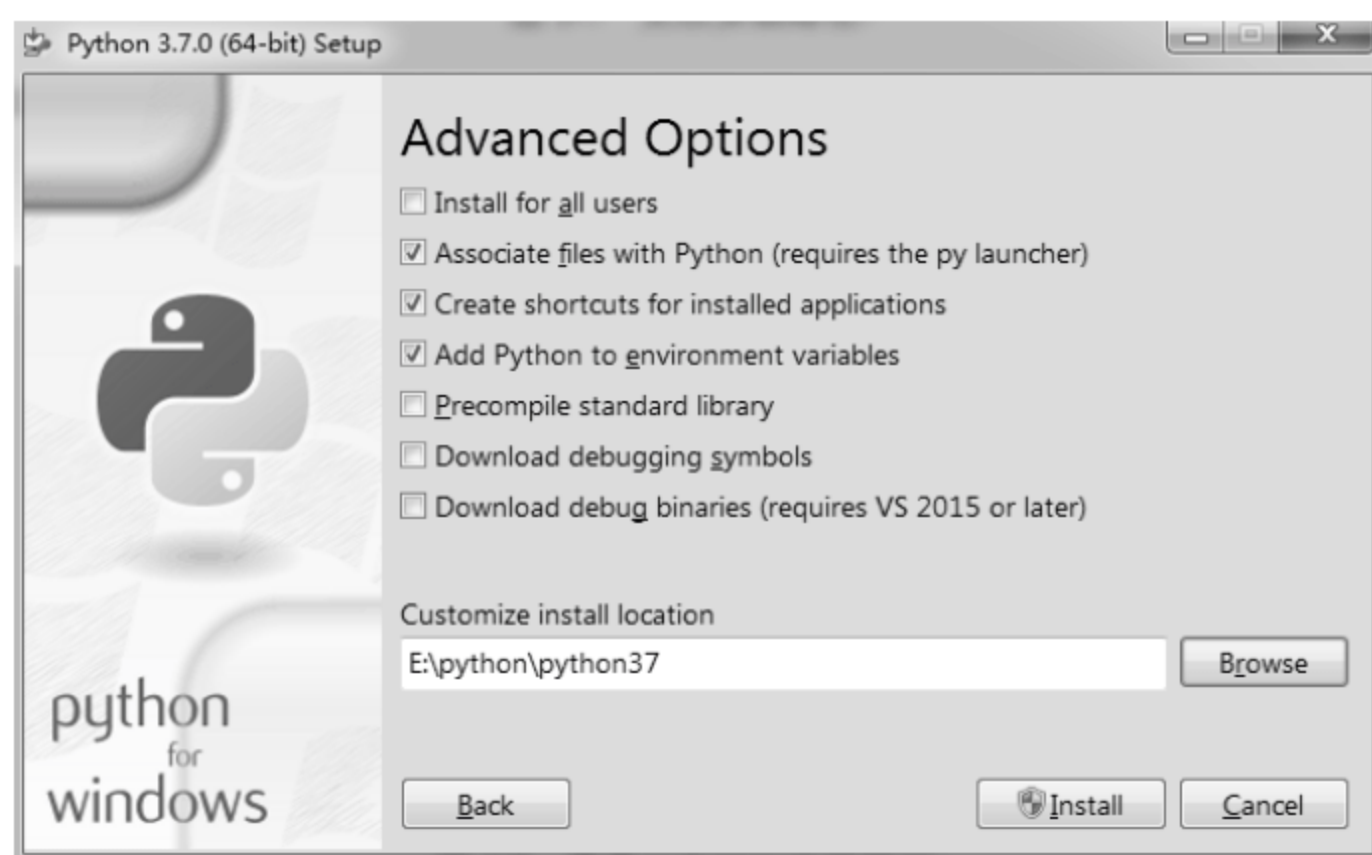 Python 3.7.0 (64-bit) Setup
Advanced Options
Install for all users
Associate files with Python (requires the py launcher)
Create shortcuts for installed applications
Add Python to environment variables
Precompile standard library
Download debugging symbols
Download debug binaries (requires VS 2015 or later)
Customize install location
E:\python\python37
Browse
python
for
windows
Back
Install
Cancel